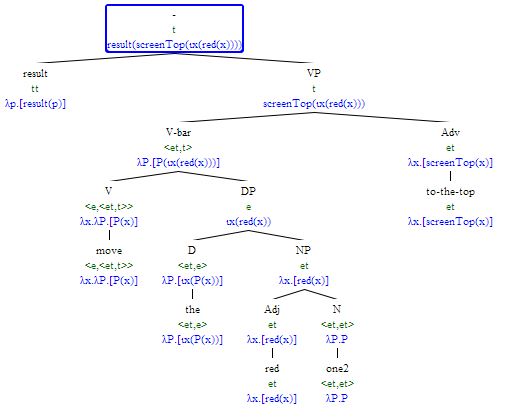 -
t
result(screenTop(ιx(red(x))))
result VP
tt t
λp.[result(p)] screenTop(ιx(red(x)))
V-bar Adv
<et,t> et
λP.[P(ιx(red(x)))] λx.[screenTop(x)]
V DP to-the-top
<e,<et,t>> e et
λx.λP.[P(x)] ιx(red(x)) λx.[screenTop(x)]
move D NP
<e,<et,t>> <et,e> et
λx.λP.[P(x)] λP.[ιx(P(x))] λx.[red(x)]
the Adj N
<et,e> et <et,et>
λP.[ιx(P(x))] λx.[red(x)] λP.P
red one2
et <et,et>
λx.[red(x)] λP.P